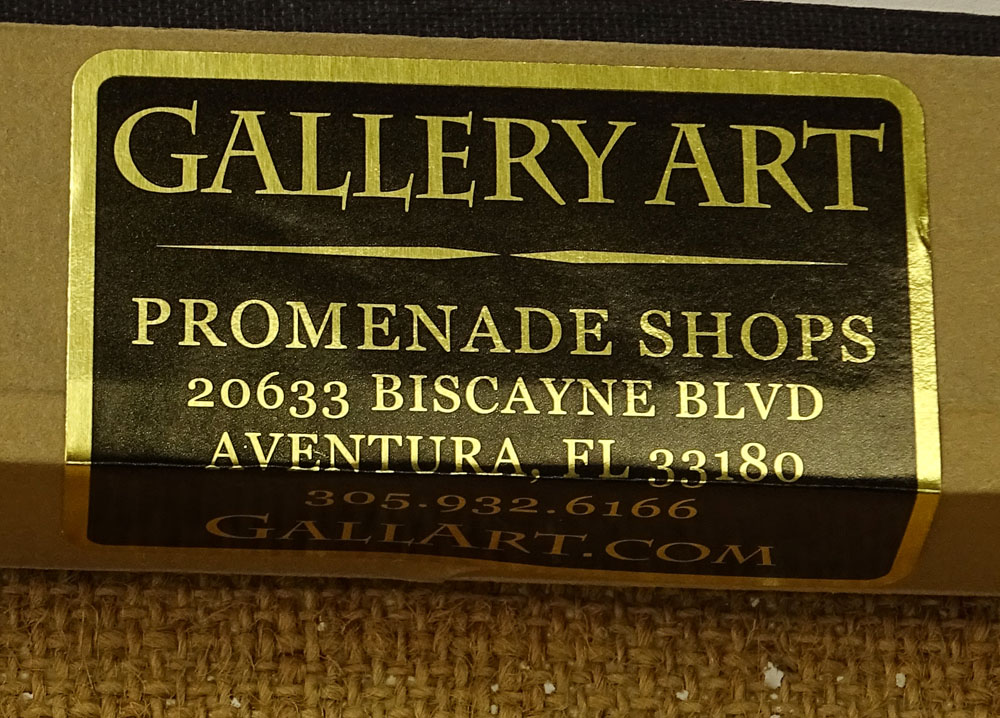 GALLERY ART
PROMENADE SHOPS
20633 BISCAYNE BLVD
AVENTURA, FL 33180
305.932.6166
GALLART.COM